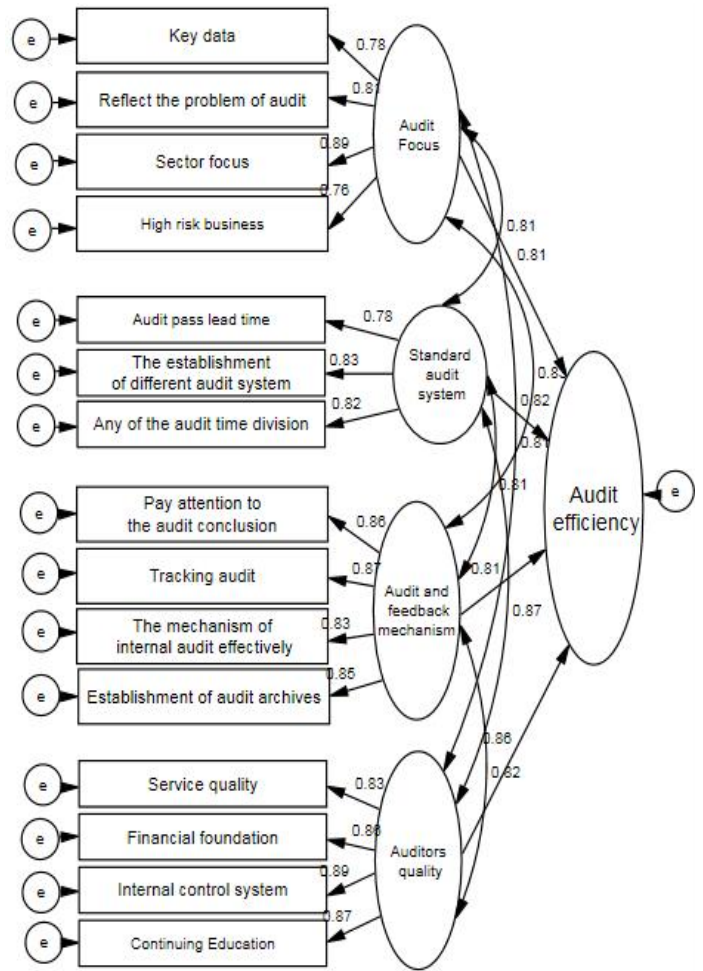 e
Key data
0.78
e
Reflect the problem of audit
0.81
Audit
Focus
e
Sector focus
0.89
e
High risk business
0.76
0.81
0.81
e
Audit pass lead time
0.78
e
The establishment
of different audit system
0.83
Standard
audit
system
e
Any of the audit time division
0.82
0.82
0.81
0.81
e
Pay attention to
the audit conclusion
0.86
Audit
efficiency
e
e
Tracking audit
0.87
Audit and
feedback
mechanism
0.81
0.87
e
The mechanism of
internal audit effectively
0.83
e
Establishment of audit archives
0.85
0.86
0.82
e
Service quality
0.83
e
Financial foundation
0.86
Auditors
quality
e
Internal control system
0.89
e
Continuing Education
0.87